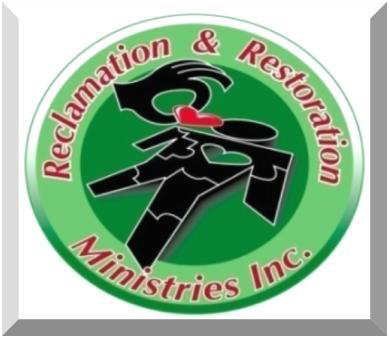 Reclamation & Restoration
Ministries Inc.